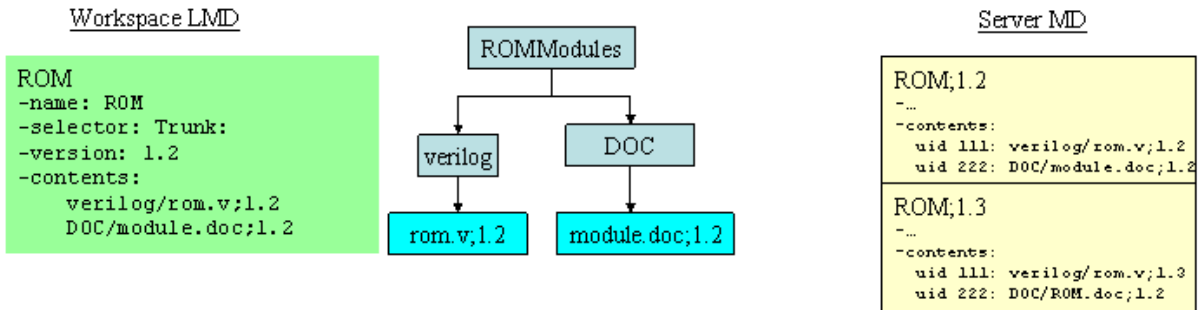 Workspace LMD
ROM
-name: ROM
-selector: Trunk:
-version: 1.2
-contents:
verilog/rom.v;1.2
DOC/module.doc;1.2
ROMModules
verilog
DOC
rom.v;1.2
module.doc;1.2
Server MD
ROM;1.2
-…
-contents:
uid 111: verilog/rom.v;1.2
uid 222: DOC/module.doc;1.2
ROM;1.3
-…
-contents:
uid 111: verilog/rom.v;1.3
uid 222: DOC/ROM.doc;1.2